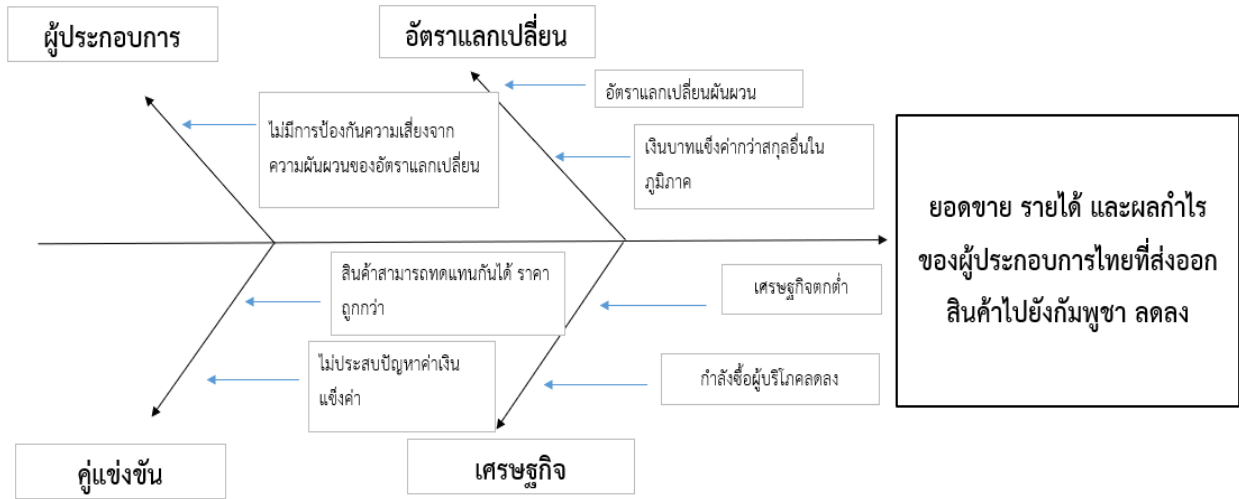 ผู้ประกอบการ
อัตราแลกเปลี่ยน
อัตราแลกเปลี่ยนผันผวน
ไม่มีการป้องกันความเสี่ยงจาก
ความผันผวนของอัตราแลกเปลี่ยน
เงินบาทแข็งค่ากว่าสกุลอื่นใน
ภูมิภาค
ยอดขาย รายได้ และผลกำไร
ของผู้ประกอบการไทยที่ส่งออก
สินค้าไปยังกัมพูชา ลดลง
สินค้าสามารถทดแทนกันได้ ราคา
ถูกกว่า
เศรษฐกิจตกต่ำ
ไม่ประสบปัญหาค่าเงิน
แข็งค่า
กำลังซื้อผู้บริโภคลดลง
คู่แข่งขัน
เศรษฐกิจ